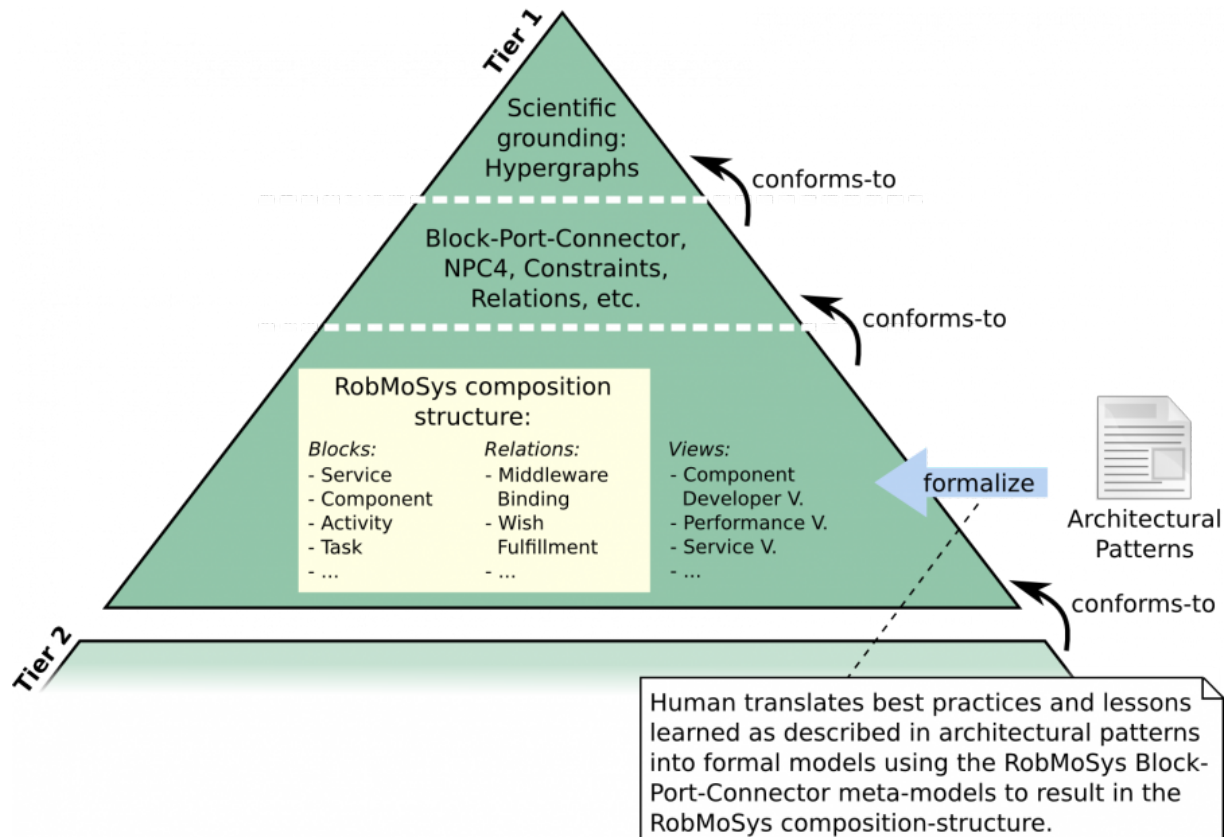 Tier 1
Scientific
grounding:
Hypergraphs
conforms-to
Block-Port-Connector,
NPC4, Constraints,
Relations, etc.
conforms-to
RobMoSys composition
structure:
Blocks:
- Service
- Component
- Activity
- Task
- ...
Relations:
- Middleware
Binding
- Wish
Fulfillment
- ...
Views:
- Component
Developer V.
- Performance V.
- Service V.
- ...
formalize
Architectural
Patterns
conforms-to
Tier 2
Human translates best practices and lessons
learned as described in architectural patterns
into formal models using the RobMoSys Block-
Port-Connector meta-models to result in the
RobMoSys composition-structure.